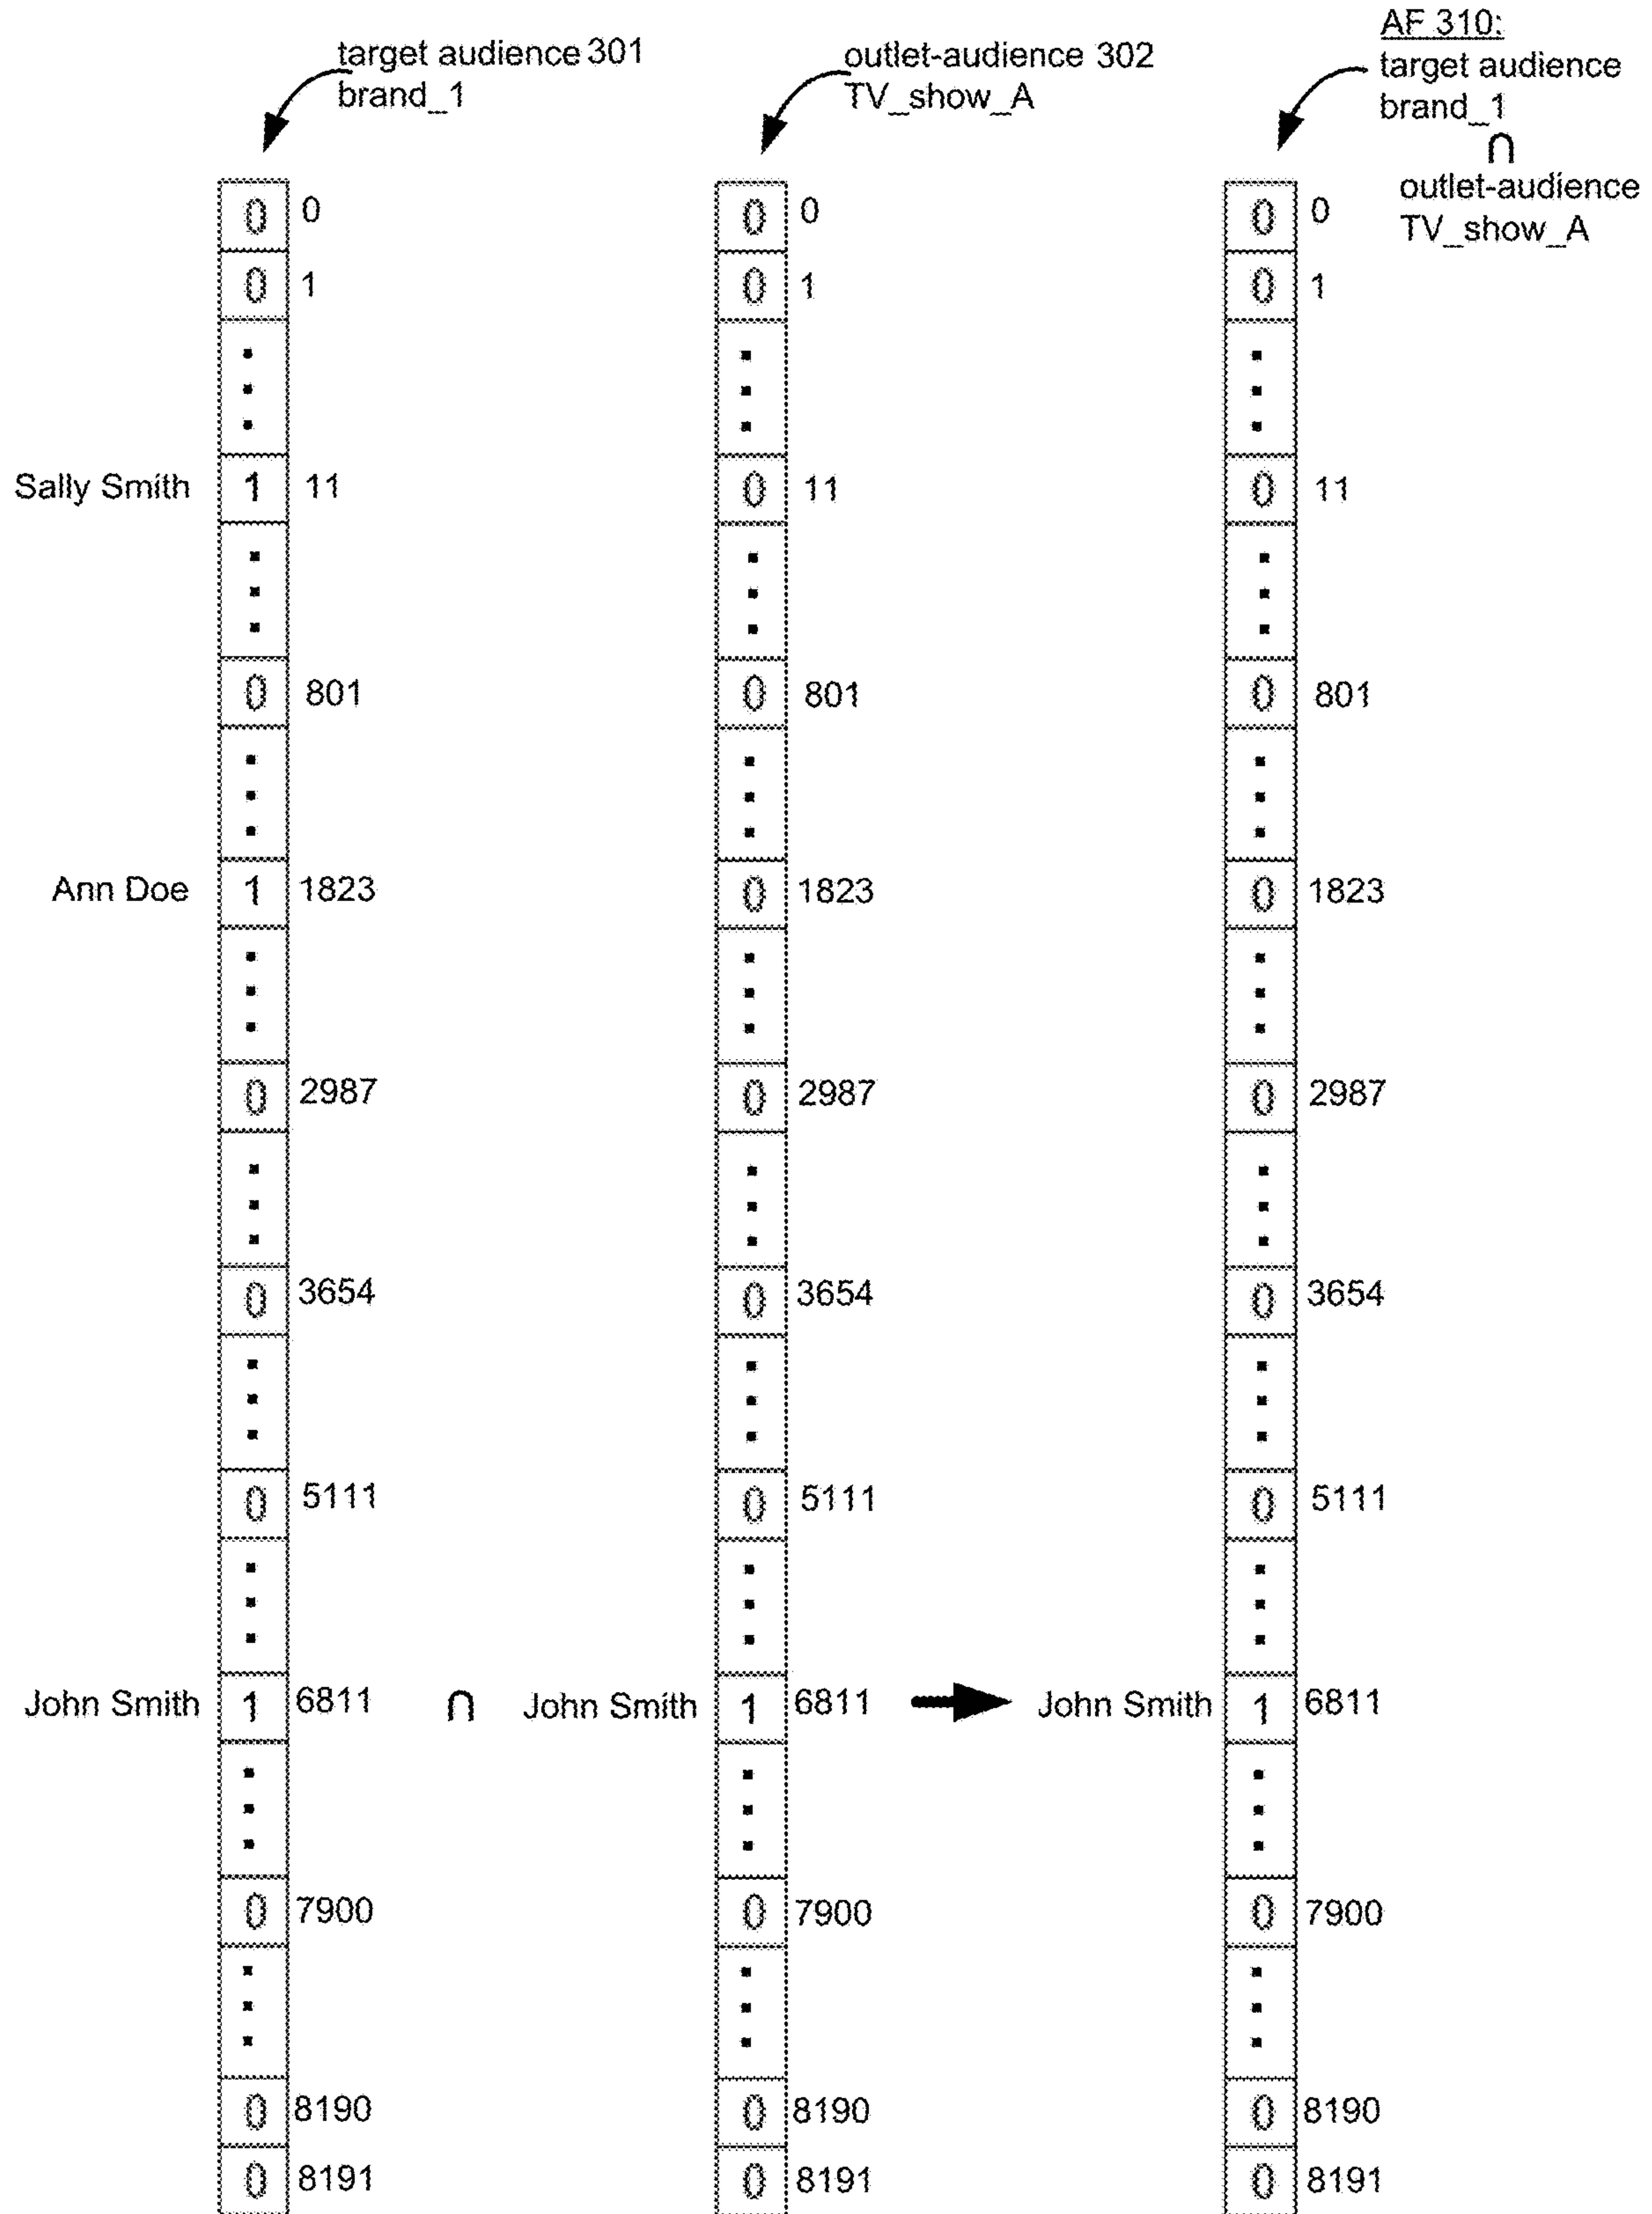 target audience 301
brand_1
outlet-audience 302
TV_show_A
AF 310:
target audience
brand_1
∩
outlet-audience
TV_show_A
0 0 0 0 0 0
0 1 0 1 0 1
Sally Smith 1 11 0 11 0 11
0 801 0 801 0 801
Ann Doe 1 1823 0 1823 0 1823
0 2987 0 2987 0 2987
0 3654 0 3654 0 3654
0 5111 0 5111 0 5111
John Smith 1 6811 ∩ John Smith 1 6811 John Smith 1 6811
0 7900 0 7900 0 7900
0 8190 0 8190 0 8190
0 8191 0 8191 0 8191